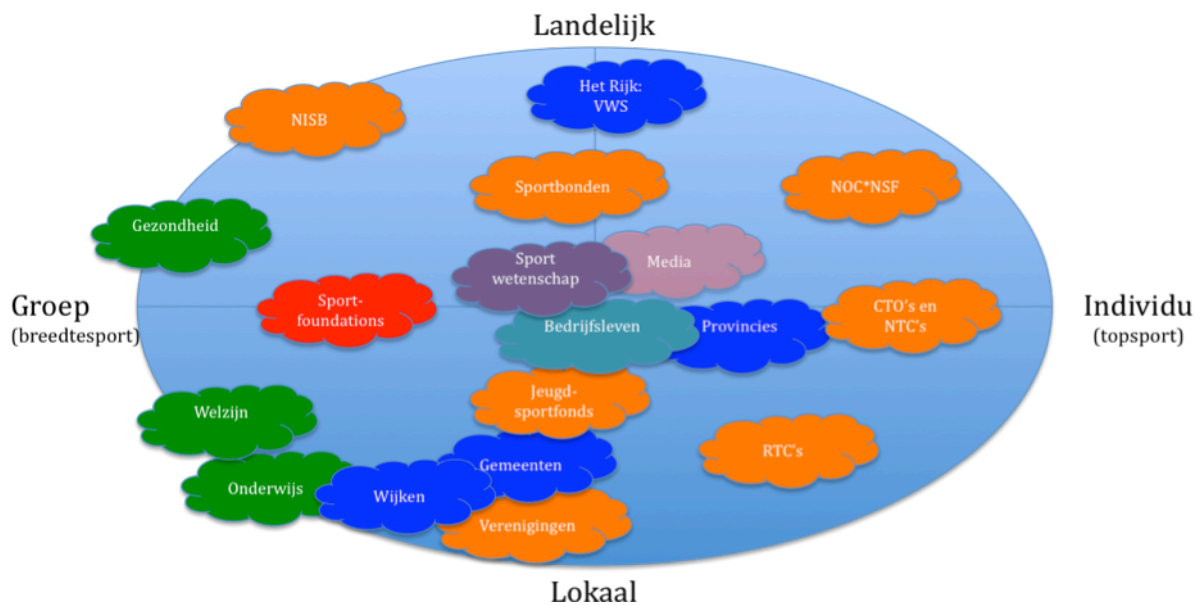 Landelijk
Het Rijk:
VWS
NISB
Sportbonden
NOC*NSF
Gezondheid
Sport
wetenschap
Media
Groep
(breedtesport)
Sport-
foundations
Bedrijfsleven
Provincies
CTO's en
NTC's
Individu
(topsport)
Jeugd-
sportfonds
Welzijn
RTC's
Gemeenten
Onderwijs
Wijken
Verenigingen
Lokaal